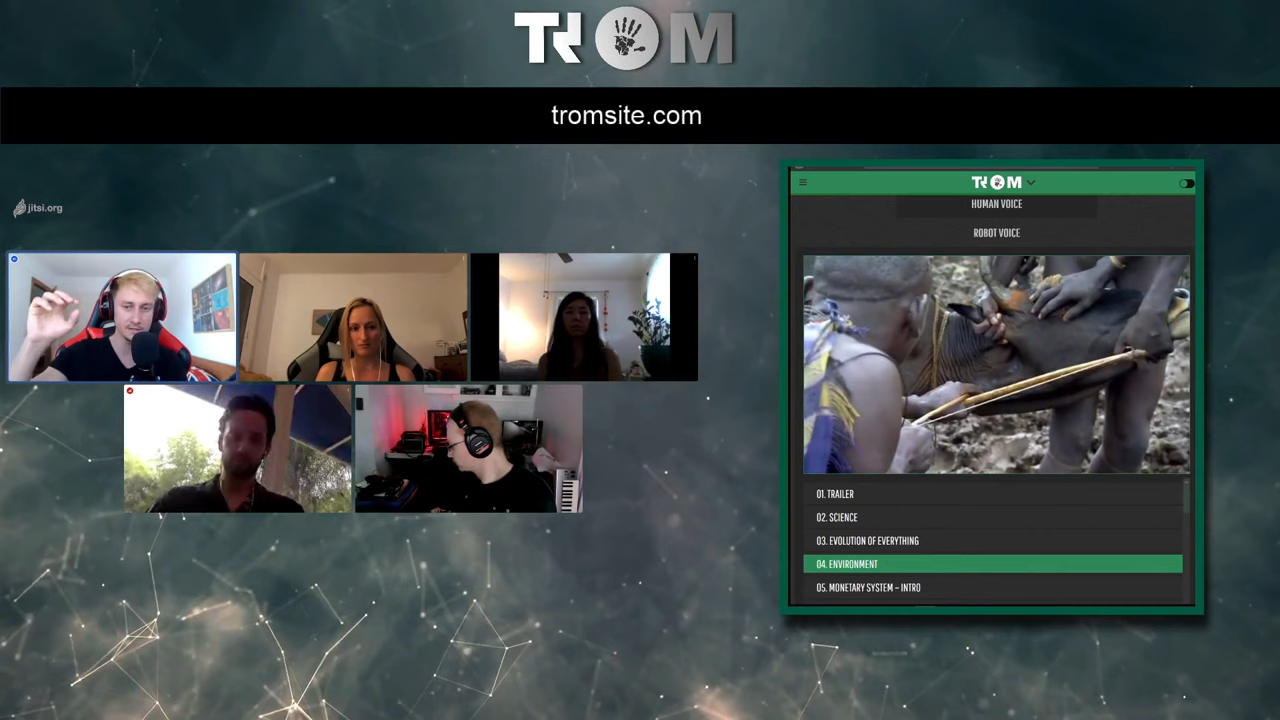 TROM
tromsite.com
jitsi.org
TROM
HUMAN VOICE
ROBOT VOICE
01. TRAILER
02. SCIENCE
03. EVOLUTION OF EVERYTHING
04. ENVIRONMENT
05. MONETARY SYSTEM – INTRO